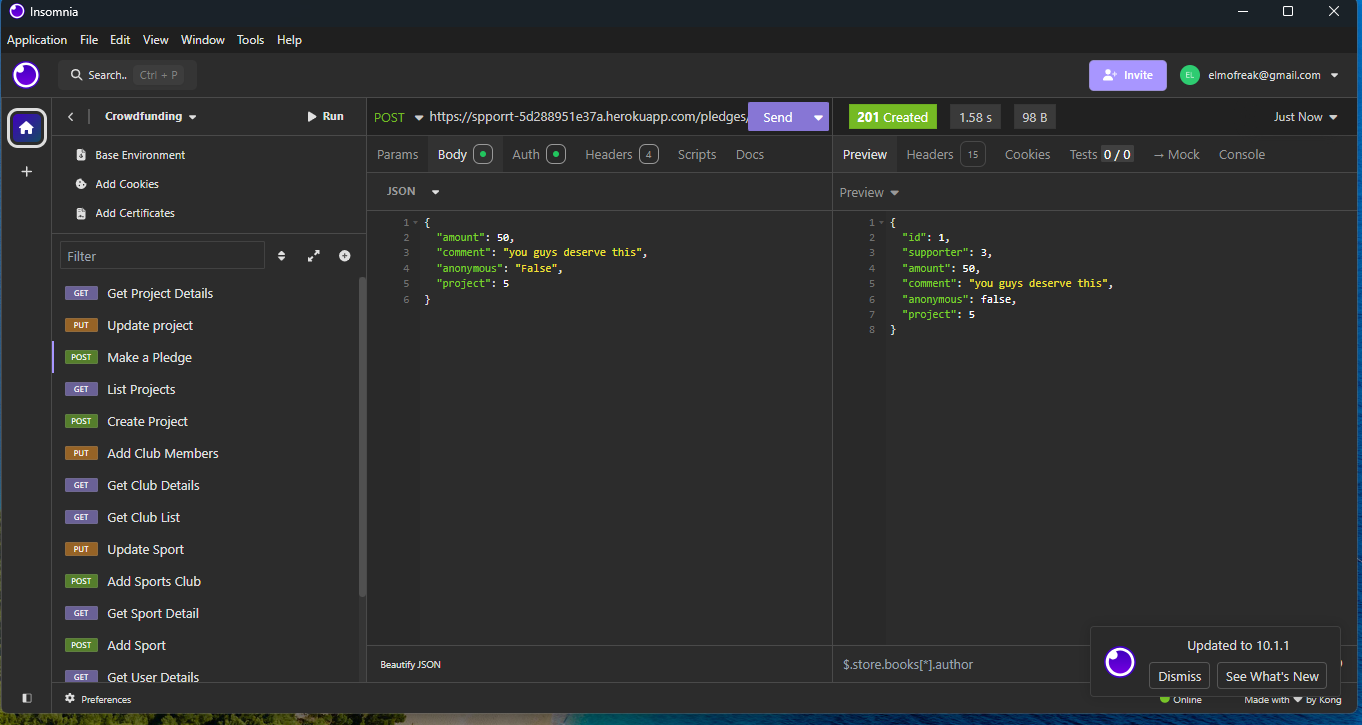 Insomnia
Application File Edit View Window Tools Help
Search.. Ctrl + P
Invite
EL elmofreak@gmail.com
Crowdfunding
Run
Base Environment
Add Cookies
Add Certificates
Filter
GET Get Project Details
PUT Update project
POST Make a Pledge
GET List Projects
POST Create Project
PUT Add Club Members
GET Get Club Details
GET Get Club List
PUT Update Sport
POST Add Sports Club
GET Get Sport Detail
POST Add Sport
GET Get User Details
Preferences
POST https://spporrt-5d288951e37a.herokuapp.com/pledges/ Send
Params Body Auth Headers 4 Scripts Docs
JSON
1 {
2 "amount": 50,
3 "comment": "you guys deserve this",
4 "anonymous": "False",
5 "project": 5
6 }
Beautify JSON
201 Created 1.58 s 98 B Just Now
Preview Headers 15 Cookies Tests 0 / 0 → Mock Console
Preview
1 {
2 "id": 1,
3 "supporter": 3,
4 "amount": 50,
5 "comment": "you guys deserve this",
6 "anonymous": false,
7 "project": 5
8 }
$.store.books[*].author
Updated to 10.1.1
Dismiss See What's New
Online Made with ❤ by Kong